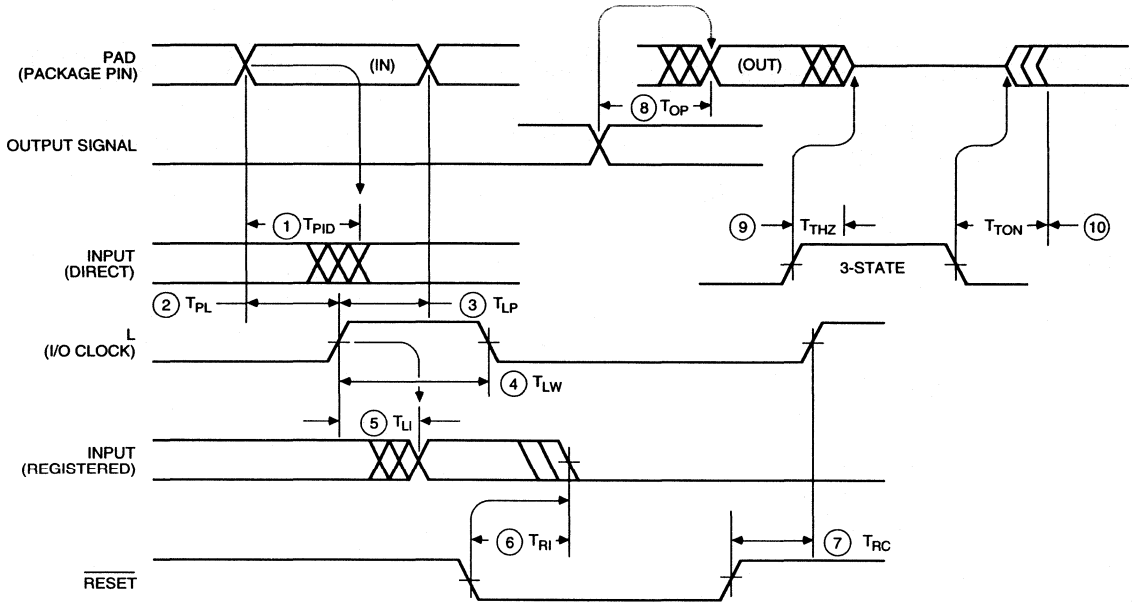 PAD
(PACKAGE PIN)
(IN)
(OUT)
8 TOP
OUTPUT SIGNAL
1 TPID
9 TTHZ
TTON 10
INPUT
(DIRECT)
3-STATE
2 TPL
3 TLP
L
(I/O CLOCK)
4 TLW
5 TLI
INPUT
(REGISTERED)
6 TRI
7 TRC
RESET